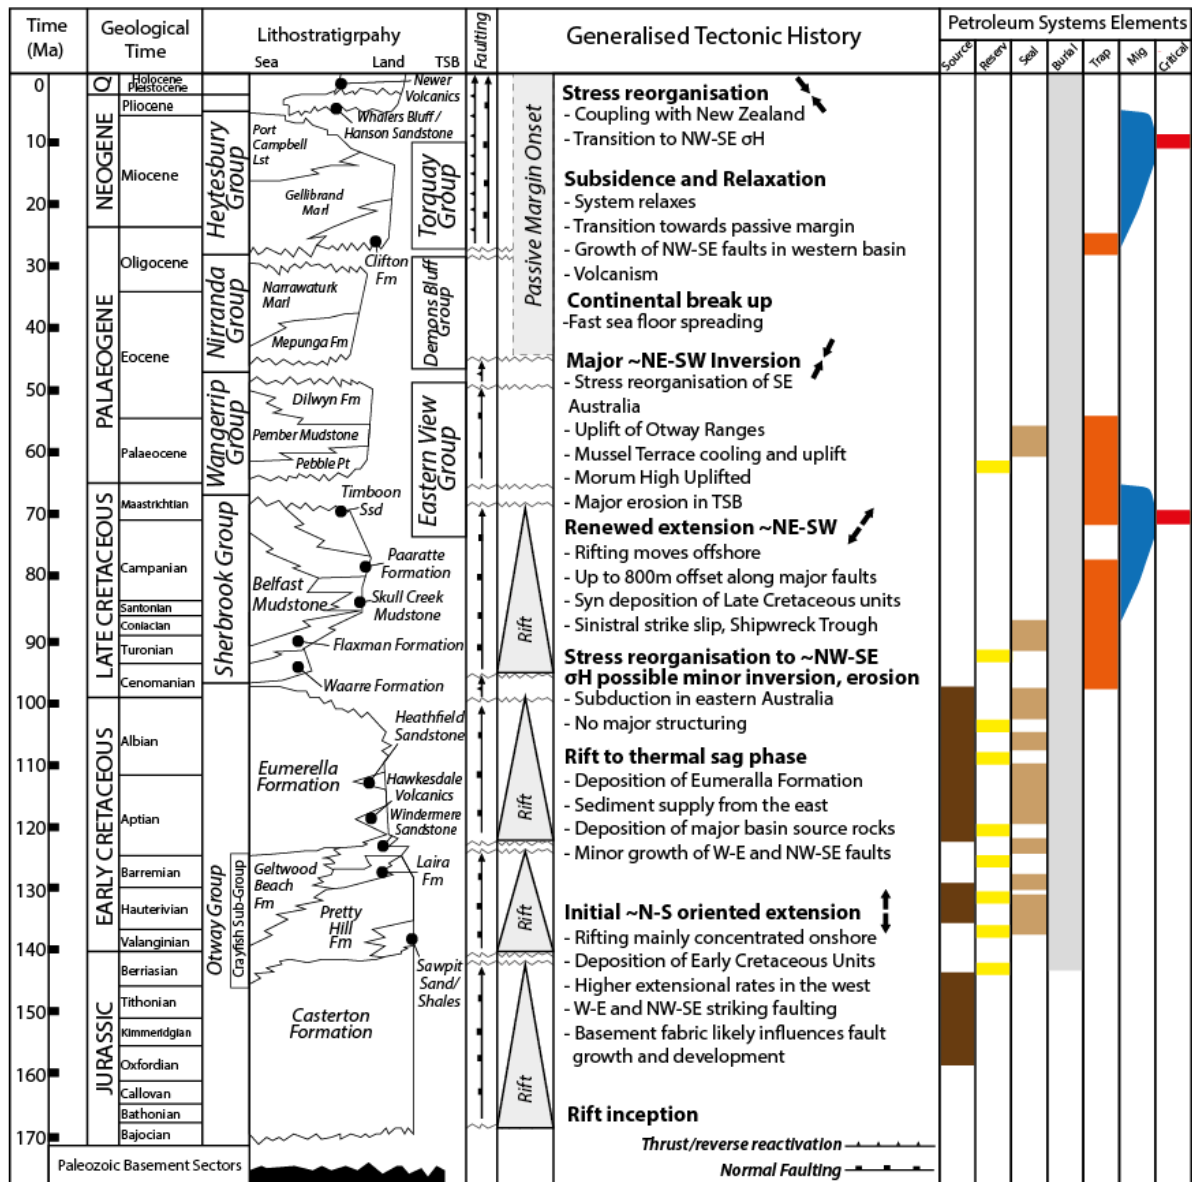 Time
(Ma)
Geological
Time
Lithostratigrpahy
Sea
Land
TSB
Faulting
Generalised Tectonic History
Petroleum Systems Elements
Source
Reserv
Seal
Burial
Trap
Mig
Critical
0
10
20
30
40
50
60
70
80
90
100
110
120
130
140
150
160
170
Q
NEOGENE
PALAEOGENE
LATE CRETACEOUS
EARLY CRETACEOUS
JURASSIC
Holocene
Pleistocene
Pliocene
Miocene
Oligocene
Eocene
Palaeocene
Maastrichtian
Campanian
Santonian
Coniacian
Turonian
Cenomanian
Albian
Aptian
Barremian
Hauterivian
Valanginian
Berriasian
Tithonian
Kimmeridgian
Oxfordian
Callovan
Bathonian
Bajocian
Paleozoic Basement Sectors
Heytesbury
Group
Nirranda
Group
Wangerrip
Group
Sherbrook Group
Otway Group
Crayfish Sub-Group
Newer
Volcanics
Whalers Bluff /
Hanson Sandstone
Port
Campbell
Lst
Gellibrand
Marl
Clifton
Fm
Narrawaturk
Marl
Mepunga Fm
Dilwyn Fm
Pember Mudstone
Pebble Pt
Timboon
Ssd
Paaratte
Formation
Belfast
Mudstone
Skull Creek
Mudstone
Flaxman Formation
Waarre Formation
Heathfield
Sandstone
Eumerella
Formation
Hawkesdale
Volcanics
Windermere
Sandstone
Geltwood
Beach
Fm
Laira
Fm
Pretty
Hill
Fm
Sawpit
Sand/
Shales
Casterton
Formation
Torquay
Group
Demons Bluff
Group
Eastern View
Group
Passive Margin Onset
Rift
Rift
Rift
Rift
Stress reorganisation
- Coupling with New Zealand
- Transition to NW-SE σH
Subsidence and Relaxation
- System relaxes
- Transition towards passive margin
- Growth of NW-SE faults in western basin
- Volcanism
Continental break up
-Fast sea floor spreading
Major ~NE-SW Inversion
- Stress reorganisation of SE
Australia
- Uplift of Otway Ranges
- Mussel Terrace cooling and uplift
- Morum High Uplifted
- Major erosion in TSB
Renewed extension ~NE-SW
- Rifting moves offshore
- Up to 800m offset along major faults
- Syn deposition of Late Cretaceous units
- Sinistral strike slip, Shipwreck Trough
Stress reorganisation to ~NW-SE
σH possible minor inversion, erosion
- Subduction in eastern Australia
- No major structuring
Rift to thermal sag phase
- Deposition of Eumeralla Formation
- Sediment supply from the east
- Deposition of major basin source rocks
- Minor growth of W-E and NW-SE faults
Initial ~N-S oriented extension
- Rifting mainly concentrated onshore
- Deposition of Early Cretaceous Units
- Higher extensional rates in the west
- W-E and NW-SE striking faulting
- Basement fabric likely influences fault
growth and development
Rift inception
Thrust/reverse reactivation
Normal Faulting